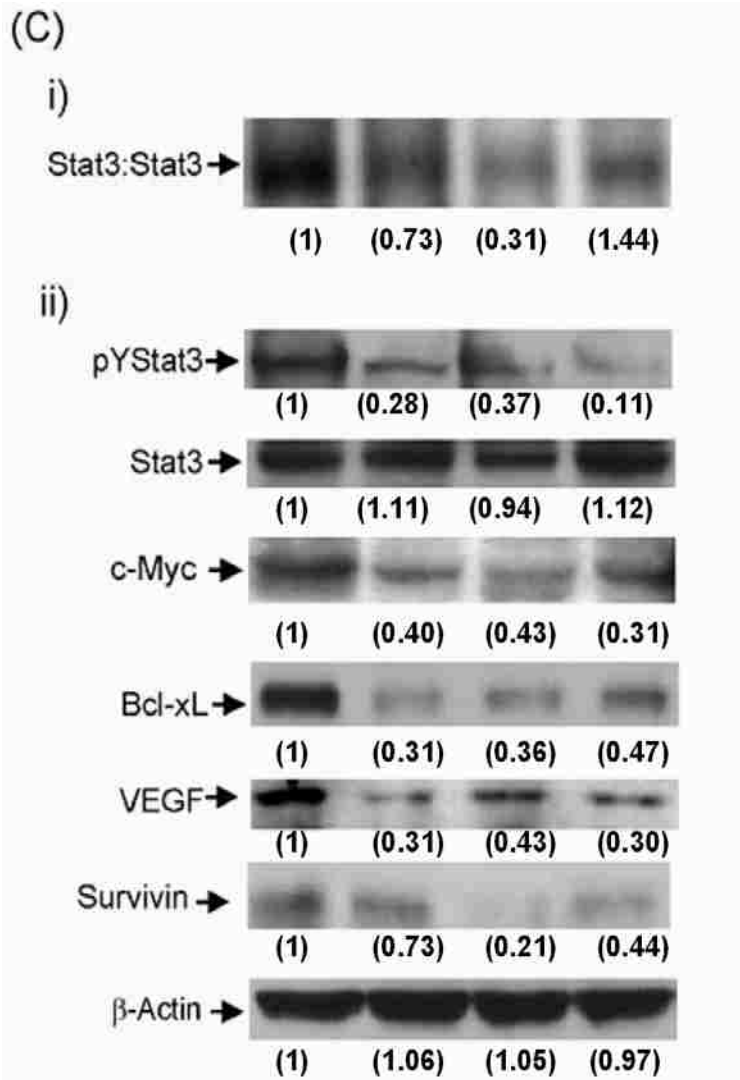 (C)
i)
Stat3:Stat3
(1) (0.73) (0.31) (1.44)
ii)
pYStat3
(1) (0.28) (0.37) (0.11)
Stat3
(1) (1.11) (0.94) (1.12)
c-Myc
(1) (0.40) (0.43) (0.31)
Bcl-xL
(1) (0.31) (0.36) (0.47)
VEGF
(1) (0.31) (0.43) (0.30)
Survivin
(1) (0.73) (0.21) (0.44)
β-Actin
(1) (1.06) (1.05) (0.97)